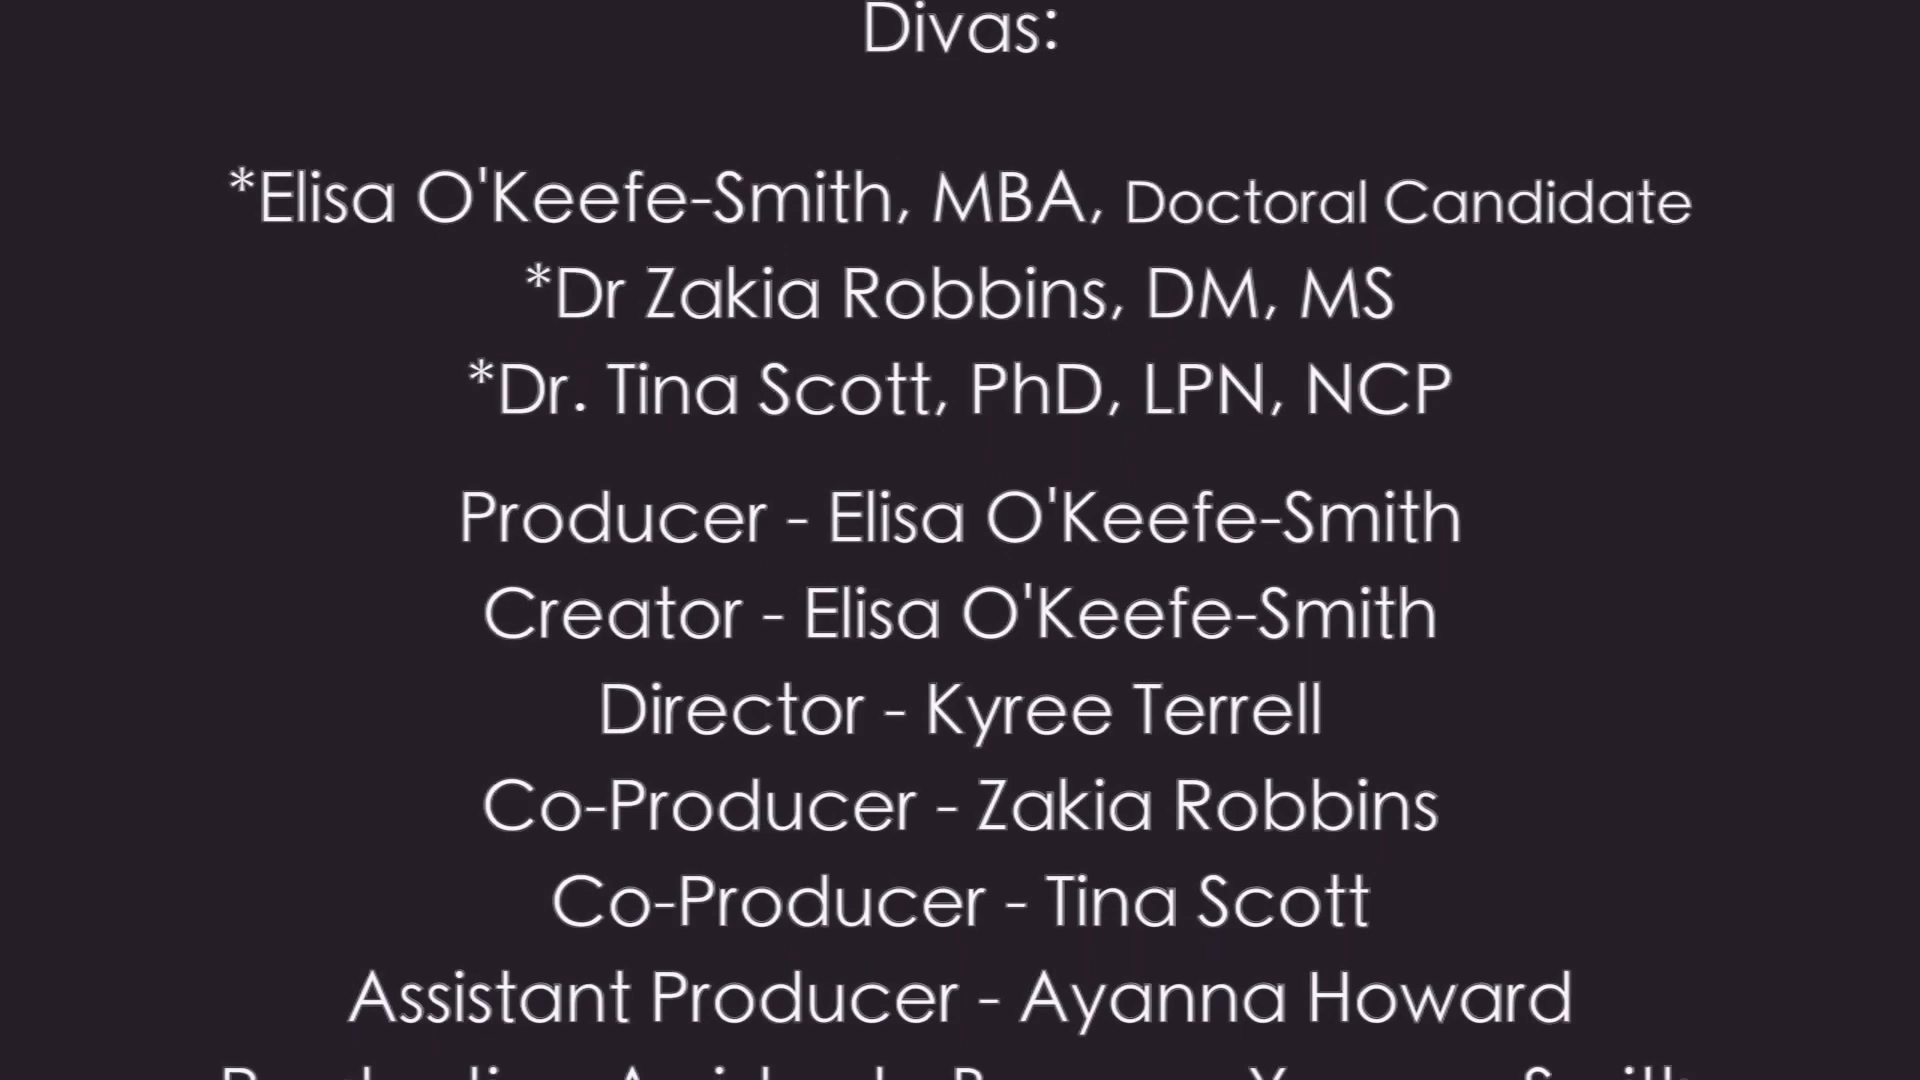 Divas:
*Elisa O'Keefe-Smith, MBA, Doctoral Candidate
*Dr Zakia Robbins, DM, MS
*Dr. Tina Scott, PhD, LPN, NCP
Producer - Elisa O'Keefe-Smith
Creator - Elisa O'Keefe-Smith
Director - Kyree Terrell
Co-Producer - Zakia Robbins
Co-Producer - Tina Scott
Assistant Producer - Ayanna Howard